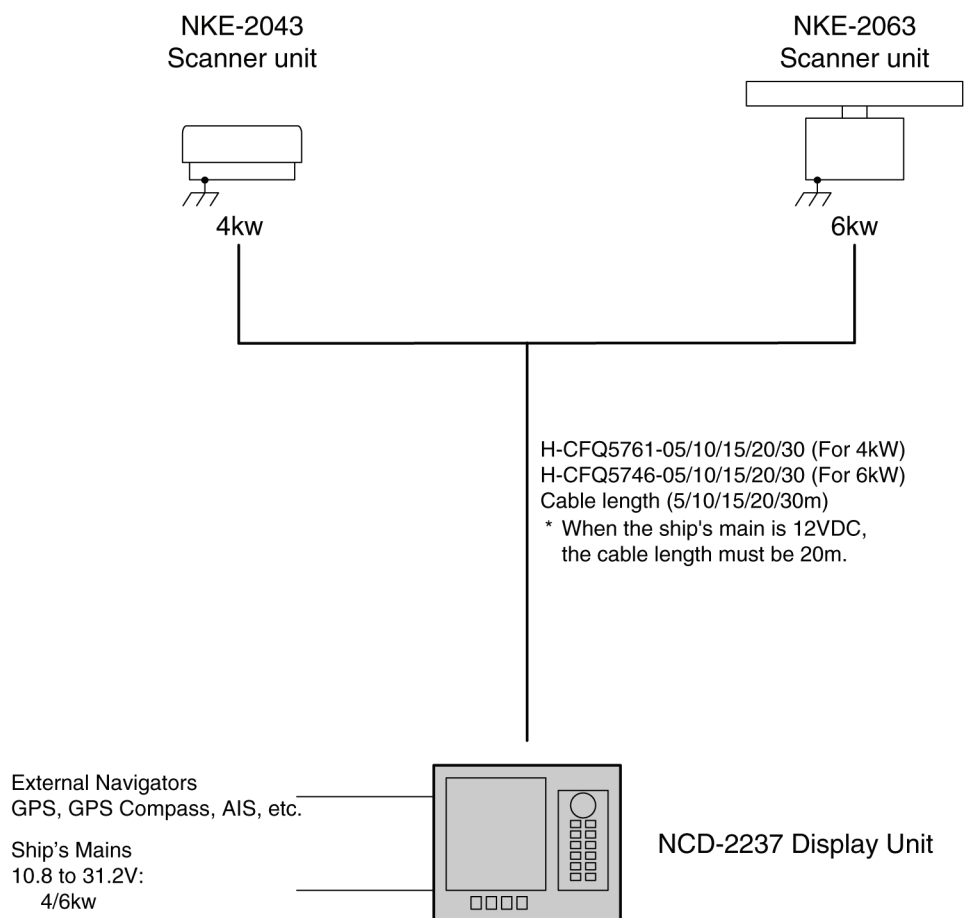 NKE-2043
Scanner unit
NKE-2063
Scanner unit
4kw
6kw
H-CFQ5761-05/10/15/20/30 (For 4kW)
H-CFQ5746-05/10/15/20/30 (For 6kW)
Cable length (5/10/15/20/30m)
* When the ship's main is 12VDC,
the cable length must be 20m.
External Navigators
GPS, GPS Compass, AIS, etc.
Ship's Mains
10.8 to 31.2V:
4/6kw
NCD-2237 Display Unit